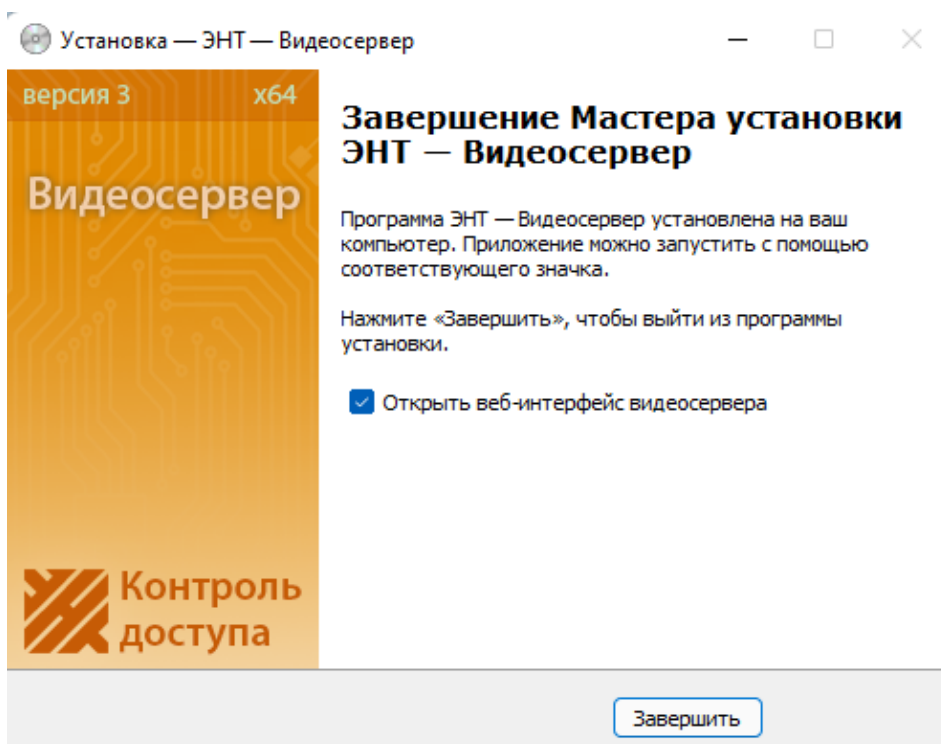 Установка — ЭНТ — Видеосервер
версия 3 x64
Видеосервер
Контроль
доступа
Завершение Мастера установки
ЭНТ — Видеосервер
Программа ЭНТ — Видеосервер установлена на ваш
компьютер. Приложение можно запустить с помощью
соответствующего значка.
Нажмите «Завершить», чтобы выйти из программы
установки.
Открыть веб-интерфейс видеосервера
Завершить